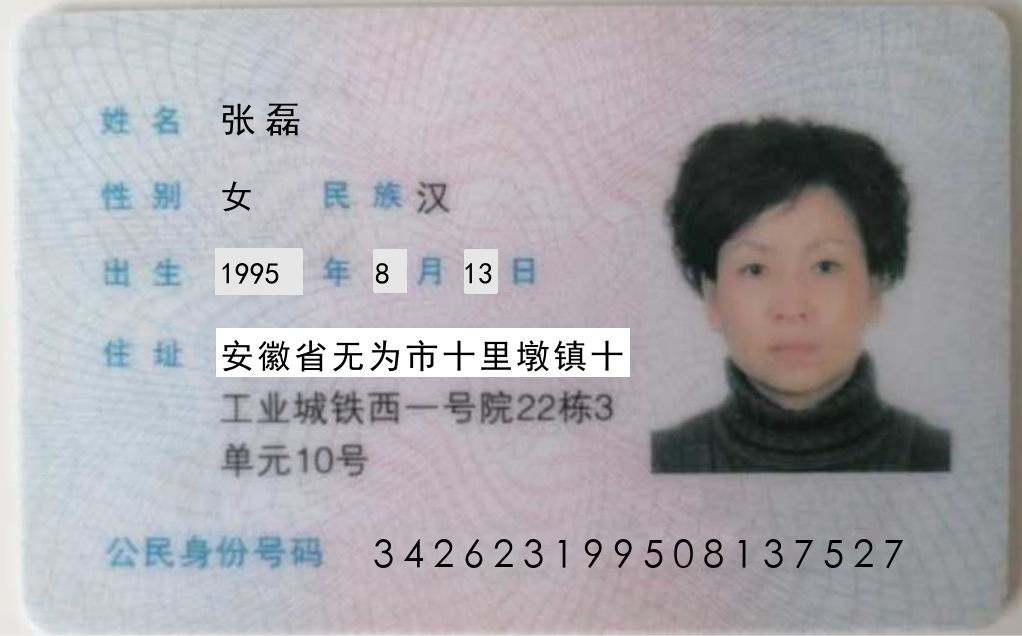 姓名 张磊
性别 女 民族 汉
出生 1995 年 8 月 13 日
住址 安徽省无为市十里墩镇十
工业城铁西一号院22栋3
单元10号
公民身份号码 342623199508137527